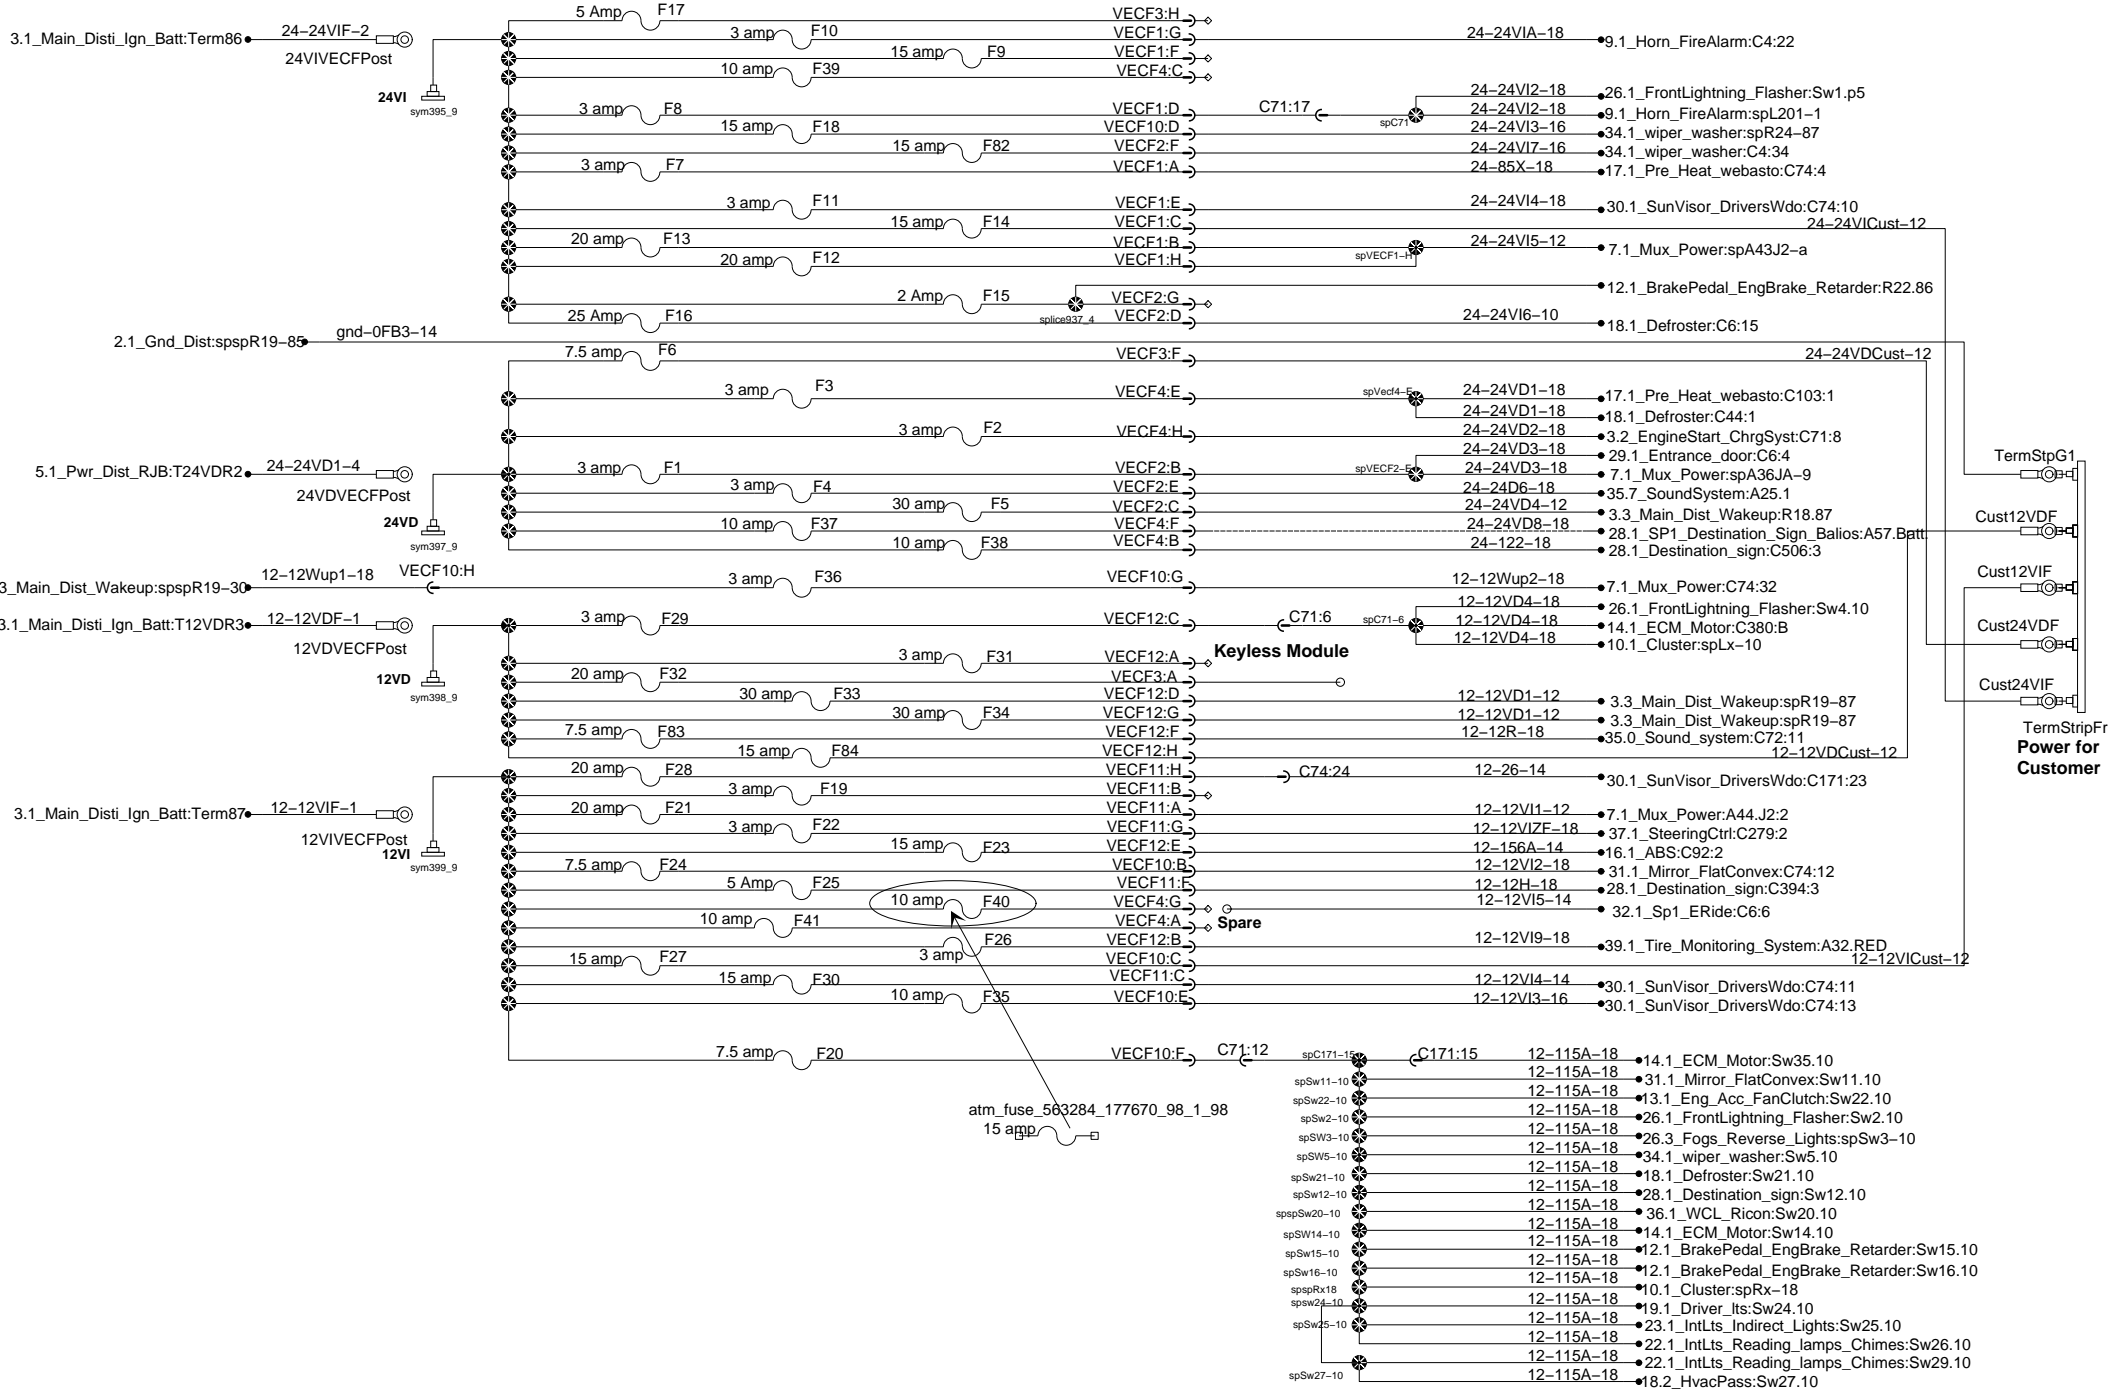 5 Amp F17 VECF3:H
3.1_Main_Disti_Ign_Batt:Term86 24-24VIF-2 3 amp F10 VECF1:G 24-24VIA-18 9.1_Horn_FireAlarm:C4:22
24VIVECFPost 15 amp F9 VECF1:F
10 amp F39 VECF4:C
24VI
sym395_9
24-24VI2-18 26.1_FrontLightning_Flasher:Sw1.p5
3 amp F8 VECF1:D C71:17 spC71 24-24VI2-18 9.1_Horn_FireAlarm:spL201-1
15 amp F18 VECF10:D 24-24VI3-16 34.1_wiper_washer:spR24-87
15 amp F82 VECF2:F 24-24VI7-16 34.1_wiper_washer:C4:34
3 amp F7 VECF1:A 24-85X-18 17.1_Pre_Heat_webasto:C74:4
3 amp F11 VECF1:E 24-24VI4-18 30.1_SunVisor_DriversWdo:C74:10
15 amp F14 VECF1:C 24-24VICust-12
20 amp F13 VECF1:B 24-24VI5-12 7.1_Mux_Power:spA43J2-a
20 amp F12 VECF1:H spVECF1-H
12.1_BrakePedal_EngBrake_Retarder:R22.86
2 Amp F15 splice937_4 VECF2:G
25 Amp F16 VECF2:D 24-24VI6-10 18.1_Defroster:C6:15
2.1_Gnd_Dist:spspR19-85 gnd-0FB3-14
7.5 amp F6 VECF3:F 24-24VDCust-12
3 amp F3 VECF4:E spVecf4-E 24-24VD1-18 17.1_Pre_Heat_webasto:C103:1
24-24VD1-18 18.1_Defroster:C44:1
3 amp F2 VECF4:H 24-24VD2-18 3.2_EngineStart_ChrgSyst:C71:8
24-24VD3-18 29.1_Entrance_door:C6:4
5.1_Pwr_Dist_RJB:T24VDR2 24-24VD1-4 3 amp F1 VECF2:B spVECF2-E 24-24VD3-18 7.1_Mux_Power:spA36JA-9
24VDVECFPost 3 amp F4 VECF2:E 24-24D6-18 35.7_SoundSystem:A25.1
30 amp F5 VECF2:C 24-24VD4-12 3.3_Main_Dist_Wakeup:R18.87
24VD 10 amp F37 VECF4:F 24-24VD8-18 28.1_SP1_Destination_Sign_Balios:A57.Batt.
sym397_9 10 amp F38 VECF4:B 24-122-18 28.1_Destination_sign:C506:3
3_Main_Dist_Wakeup:spspR19-30 12-12Wup1-18 VECF10:H 3 amp F36 VECF10:G 12-12Wup2-18 7.1_Mux_Power:C74:32
12-12VD4-18 26.1_FrontLightning_Flasher:Sw4.10
3.1_Main_Disti_Ign_Batt:T12VDR3 12-12VDF-1 3 amp F29 VECF12:C C71:6 spC71-6 12-12VD4-18 14.1_ECM_Motor:C380:B
12VDVECFPost 12-12VD4-18 10.1_Cluster:spLx-10
3 amp F31 VECF12:A Keyless Module
12VD 20 amp F32 VECF3:A
sym398_9 30 amp F33 VECF12:D 12-12VD1-12 3.3_Main_Dist_Wakeup:spR19-87
30 amp F34 VECF12:G 12-12VD1-12 3.3_Main_Dist_Wakeup:spR19-87
7.5 amp F83 VECF12:F 12-12R-18 35.0_Sound_system:C72:11
15 amp F84 VECF12:H 12-12VDCust-12
TermStpG1
Cust12VDF
Cust12VIF
Cust24VDF
Cust24VIF
TermStripFr
Power for
Customer
20 amp F28 VECF11:H C74:24 12-26-14 30.1_SunVisor_DriversWdo:C171:23
3 amp F19 VECF11:B
3.1_Main_Disti_Ign_Batt:Term87 12-12VIF-1 20 amp F21 VECF11:A 12-12VI1-12 7.1_Mux_Power:A44.J2:2
12VIVECFPost 3 amp F22 VECF11:G 12-12VIZF-18 37.1_SteeringCtrl:C279:2
12VI 15 amp F23 VECF12:E 12-156A-14 16.1_ABS:C92:2
sym399_9 7.5 amp F24 VECF10:B 12-12VI2-18 31.1_Mirror_FlatConvex:C74:12
5 Amp F25 VECF11:F 12-12H-18 28.1_Destination_sign:C394:3
10 amp F40 VECF4:G 12-12VI5-14 32.1_Sp1_ERide:C6:6
10 amp F41 VECF4:A Spare
3 amp F26 VECF12:B 12-12VI9-18 39.1_Tire_Monitoring_System:A32.RED
15 amp F27 VECF10:C 12-12VICust-12
15 amp F30 VECF11:C 12-12VI4-14 30.1_SunVisor_DriversWdo:C74:11
10 amp F35 VECF10:E 12-12VI3-16 30.1_SunVisor_DriversWdo:C74:13
7.5 amp F20 VECF10:F C71:12 spC171-15 C171:15 12-115A-18 14.1_ECM_Motor:Sw35.10
spSw11-10 12-115A-18 31.1_Mirror_FlatConvex:Sw11.10
atm_fuse_563284_177670_98_1_98
15 amp
spSw22-10 12-115A-18 13.1_Eng_Acc_FanClutch:Sw22.10
spSw2-10 12-115A-18 26.1_FrontLightning_Flasher:Sw2.10
spSW3-10 12-115A-18 26.3_Fogs_Reverse_Lights:spSw3-10
spSW5-10 12-115A-18 34.1_wiper_washer:Sw5.10
spSw21-10 12-115A-18 18.1_Defroster:Sw21.10
spSw12-10 12-115A-18 28.1_Destination_sign:Sw12.10
spspSw20-10 12-115A-18 36.1_WCL_Ricon:Sw20.10
spSW14-10 12-115A-18 14.1_ECM_Motor:Sw14.10
spSw15-10 12-115A-18 12.1_BrakePedal_EngBrake_Retarder:Sw15.10
spSw16-10 12-115A-18 12.1_BrakePedal_EngBrake_Retarder:Sw16.10
spspRx18 12-115A-18 10.1_Cluster:spRx-18
spsw24-10 12-115A-18 19.1_Driver_lts:Sw24.10
spSw25-10 12-115A-18 23.1_IntLts_Indirect_Lights:Sw25.10
12-115A-18 22.1_IntLts_Reading_lamps_Chimes:Sw26.10
12-115A-18 22.1_IntLts_Reading_lamps_Chimes:Sw29.10
spSw27-10 12-115A-18 18.2_HvacPass:Sw27.10